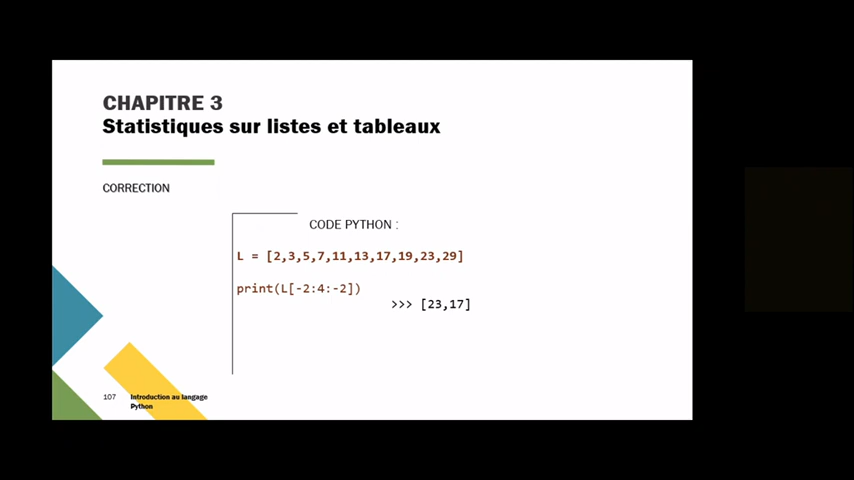 CHAPITRE 3
Statistiques sur listes et tableaux
CORRECTION
CODE PYTHON :
L = [2,3,5,7,11,13,17,19,23,29]
print(L[-2:4:-2])
>>> [23,17]
107
Introduction au langage
Python